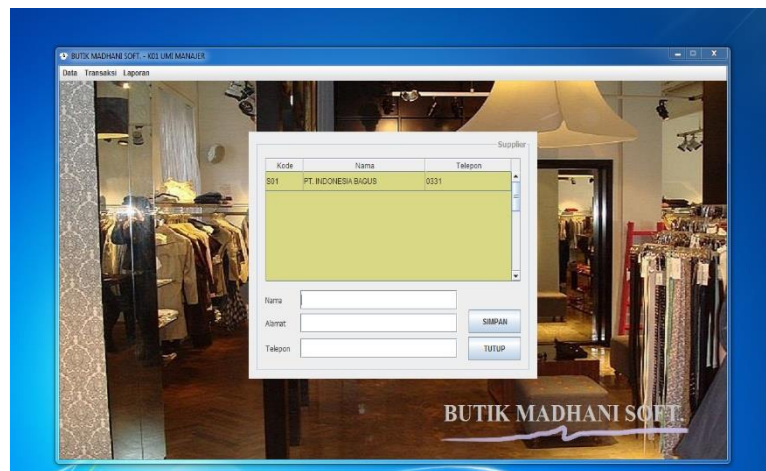 BUTIK MADHANI SOFT. - K01 UMI MANAJER
Data Transaksi Laporan
Supplier
Kode Nama Telepon
S01 PT. INDONESIA BAGUS 0331
Nama
Alamat SIMPAN
Telepon TUTUP
BUTIK MADHANI SOFT.